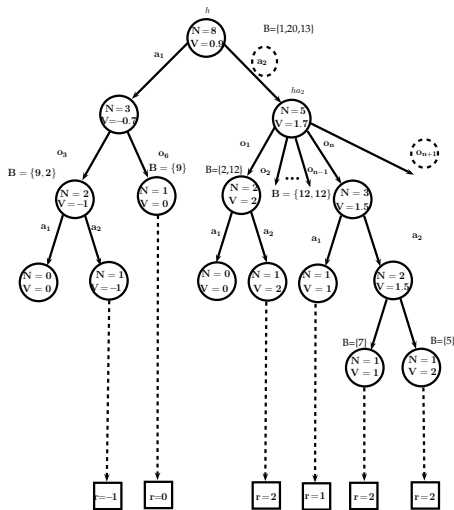 h
N=8
V=0.9
B={1,20,13}
a₁
a₂
N=3
V=−0.7
ha₂
N=5
V=1.7
o₃
o₆
o₁
o₂
...
oₙ₋₁
oₙ
oₙ₊₁
B = {9,2}
B = {9}
B={2,12}
B = {12,12}
N=2
V=−1
N = 1
V = 0
N = 2
V = 2
N = 3
V=1.5
a₁
a₂
a₁
a₂
a₁
a₂
N = 0
V = 0
N = 1
V=−1
N = 0
V = 0
N = 1
V = 2
N = 1
V = 1
N = 2
V=1.5
B={7}
B={5}
N = 1
V = 1
N = 1
V = 2
r=−1
r=0
r=2
r=1
r=2
r=2